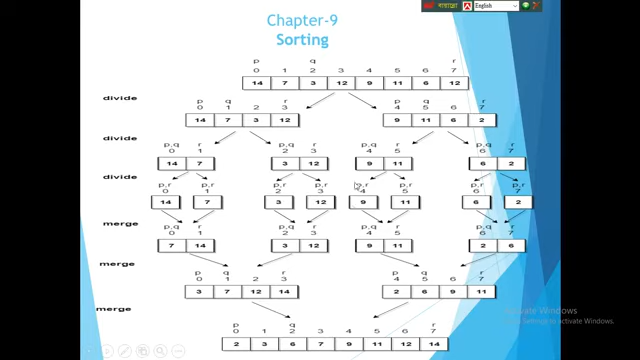 বাংলা English
Chapter-9
Sorting
p q r
0 1 2 3 4 5 6 7
14 7 3 12 9 11 6 12
divide
p q r p q r
0 1 2 3 4 5 6 7
14 7 3 12 9 11 6 2
divide
p,q r p,q r p,q r p,q r
0 1 2 3 4 5 6 7
14 7 3 12 9 11 6 2
divide
p,r p,r p,r p,r p,r p,r p,r p,r
0 1 2 3 4 5 6 7
14 7 3 12 9 11 6 2
merge
p,q r p,q r p,q r p,q r
0 1 2 3 4 5 6 7
7 14 3 12 9 11 2 6
merge
p q r p q r
0 1 2 3 4 5 6 7
3 7 12 14 2 6 9 11
merge
p q r
0 1 2 3 4 5 6 7
2 3 6 7 9 11 12 14
Activate Windows
to activate Windows.